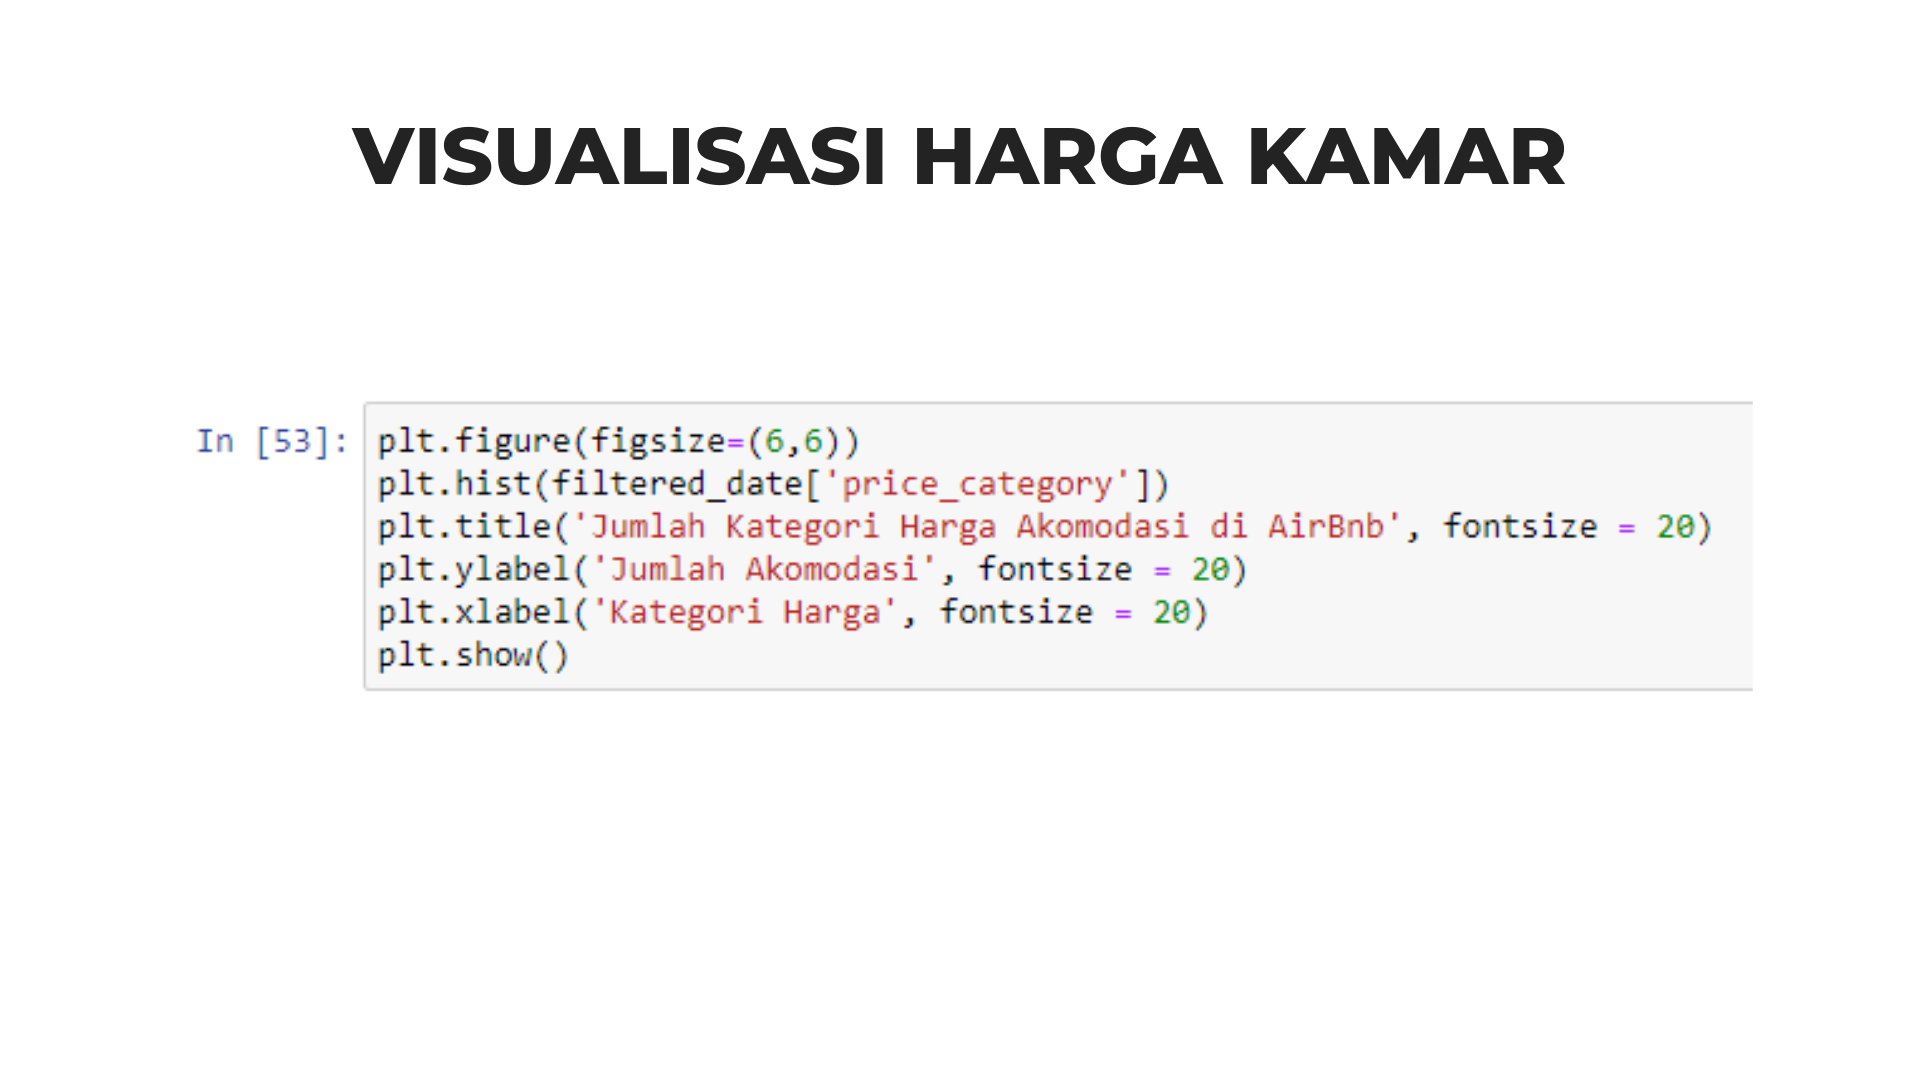 VISUALISASI HARGA KAMAR
In [53]: plt.figure(figsize=(6,6))
plt.hist(filtered_date['price_category'])
plt.title('Jumlah Kategori Harga Akomodasi di AirBnb', fontsize = 20)
plt.ylabel('Jumlah Akomodasi', fontsize = 20)
plt.xlabel('Kategori Harga', fontsize = 20)
plt.show()